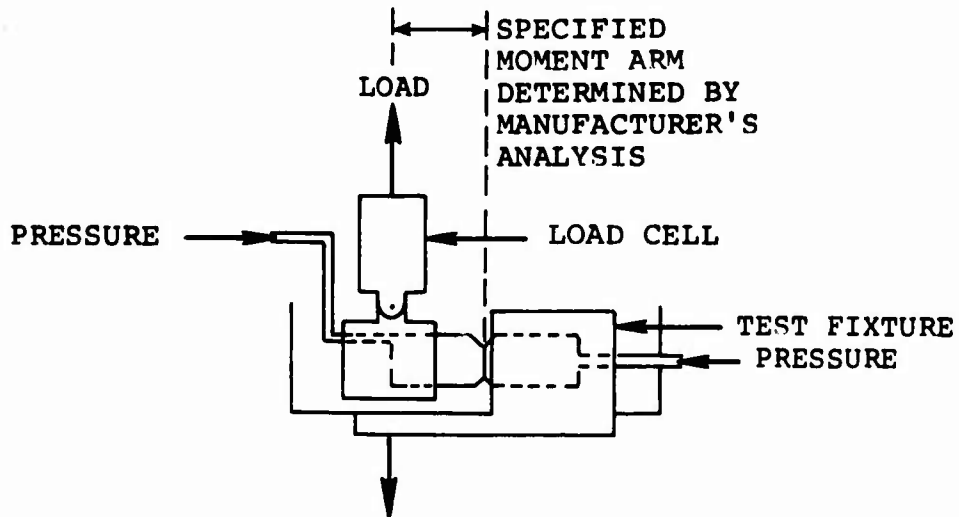 SPECIFIED
MOMENT ARM
DETERMINED BY
MANUFACTURER'S
ANALYSIS
LOAD
PRESSURE
LOAD CELL
TEST FIXTURE
PRESSURE